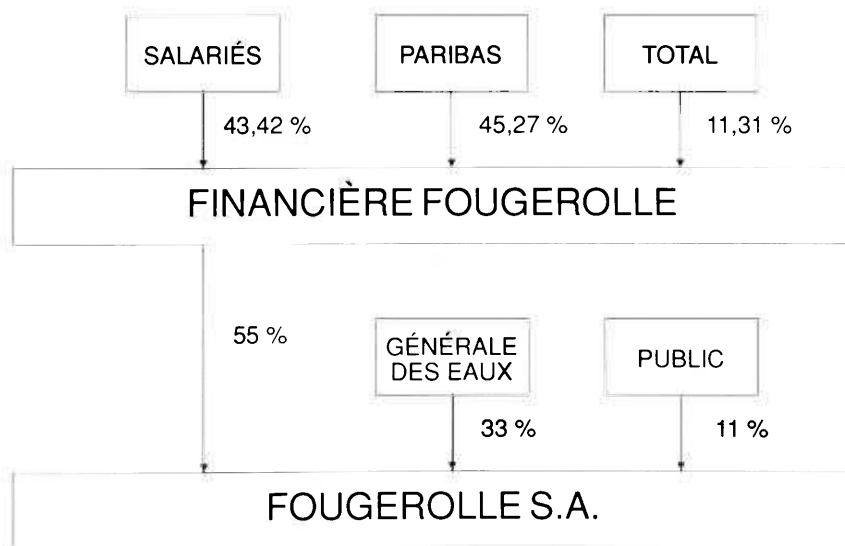 SALARIÉS PARIBAS TOTAL
43,42 % 45,27 % 11,31 %
FINANCIÈRE FOUGEROLLE
55 %
GÉNÉRALE
DES EAUX
PUBLIC
33 % 11 %
FOUGEROLLE S.A.